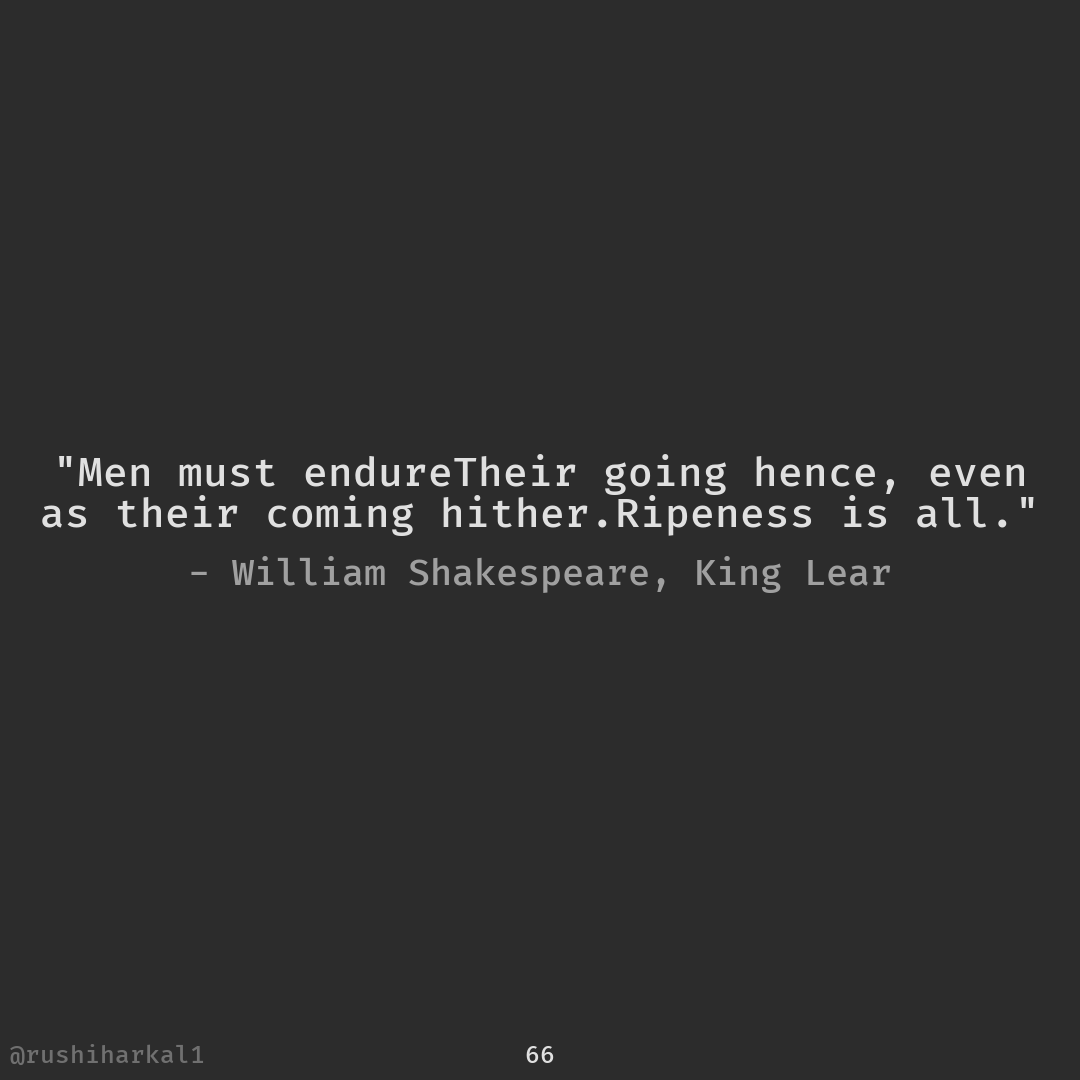 "Men must endureTheir going hence, even
as their coming hither.Ripeness is all."
– William Shakespeare, King Lear
@rushiharkal1
66